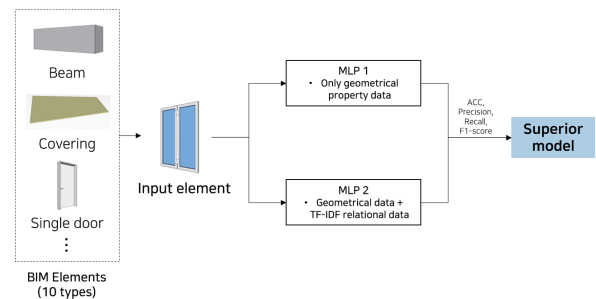 Beam
Covering
Single door
BIM Elements
(10 types)
Input element
MLP 1
• Only geometrical
property data
MLP 2
• Geometrical data +
TF-IDF relational data
ACC,
Precision,
Recall,
F1-score
Superior
model